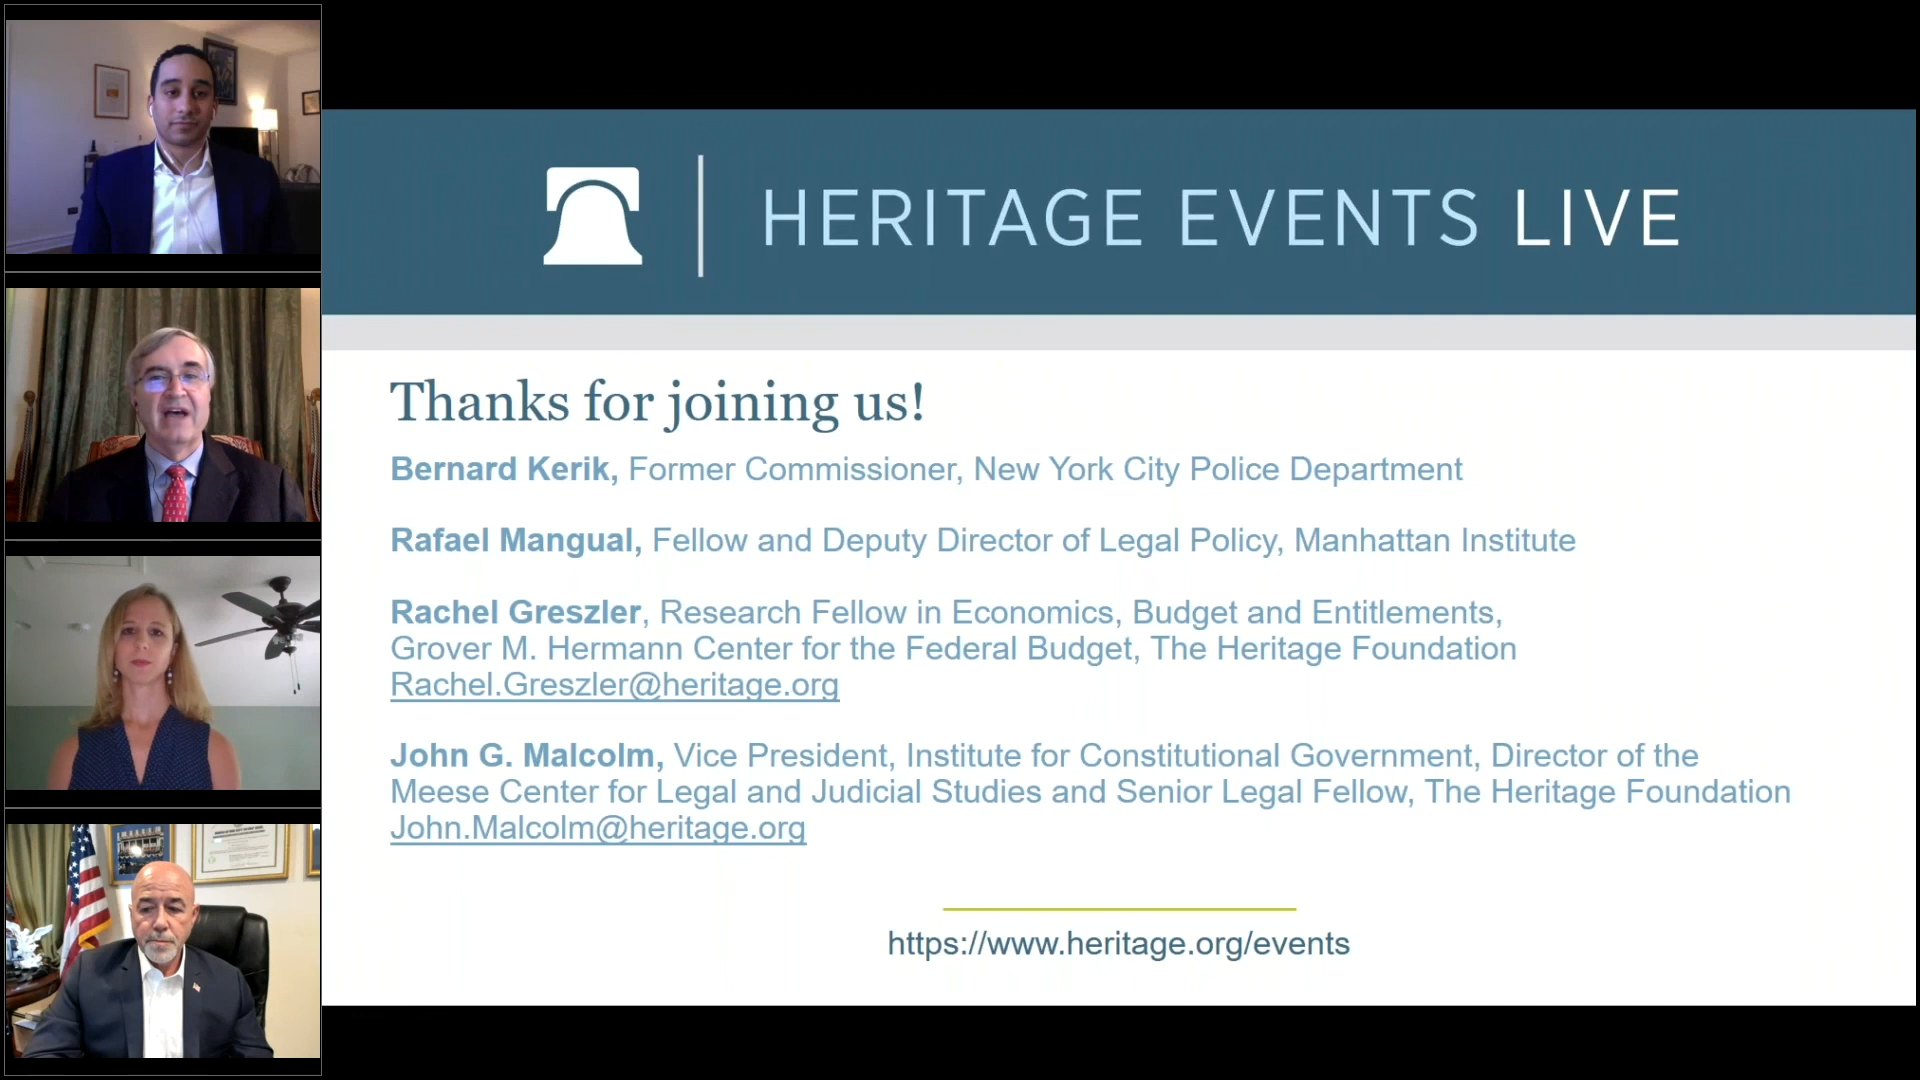 HERITAGE EVENTS LIVE
Thanks for joining us!
Bernard Kerik, Former Commissioner, New York City Police Department
Rafael Mangual, Fellow and Deputy Director of Legal Policy, Manhattan Institute
Rachel Greszler, Research Fellow in Economics, Budget and Entitlements,
Grover M. Hermann Center for the Federal Budget, The Heritage Foundation
Rachel.Greszler@heritage.org
John G. Malcolm, Vice President, Institute for Constitutional Government, Director of the
Meese Center for Legal and Judicial Studies and Senior Legal Fellow, The Heritage Foundation
John.Malcolm@heritage.org
https://www.heritage.org/events